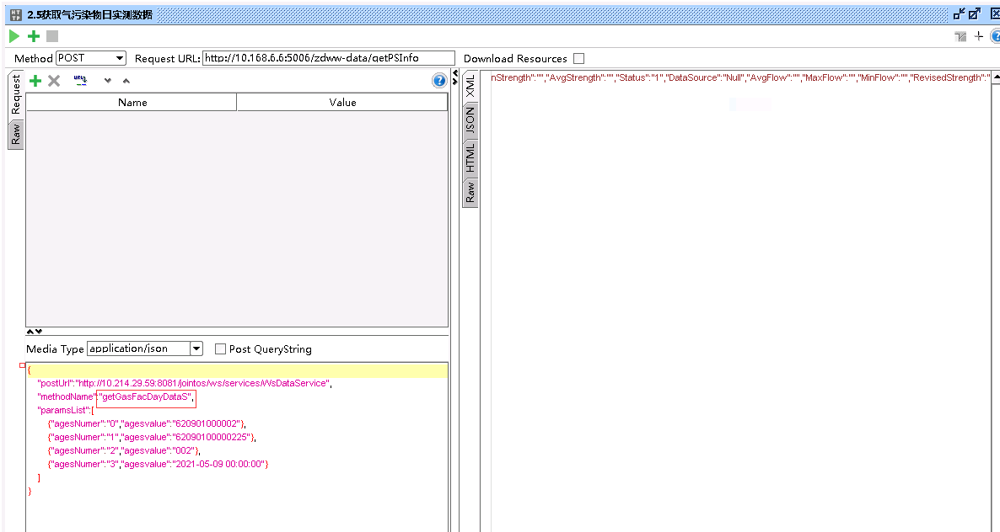 2.5获取气污染物日实测数据
Method POST Request URL: http://10.168.6.6:5006/zdww-data/getPSInfo Download Resources
Request
Raw
Name Value
Media Type application/json Post QueryString
{
"postUrl":"http://10.214.29.59:8081/jointos/ws/services/WsDataService",
"methodName":"getGasFacDayDataS",
"paramsList":[
{"agesNumer":"0","agesvalue":"620901000002"},
{"agesNumer":"1","agesvalue":"62090100000225"},
{"agesNumer":"2","agesvalue":"002"},
{"agesNumer":"3","agesvalue":"2021-05-09 00:00:00"}
]
}
XML
JSON
HTML
Raw
nStrength":"","AvgStrength":"","Status":"1","DataSource":"Null","AvgFlow":"","MaxFlow":"","MinFlow":"","RevisedStrength":"